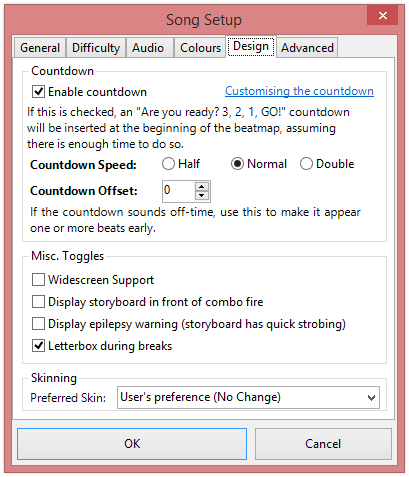 Song Setup
General Difficulty Audio Colours Design Advanced
Countdown
Enable countdown Customising the countdown
If this is checked, an "Are you ready? 3, 2, 1, GO!" countdown
will be inserted at the beginning of the beatmap, assuming
there is enough time to do so.
Countdown Speed: Half Normal Double
Countdown Offset: 0
If the countdown sounds off-time, use this to make it appear
one or more beats early.
Misc. Toggles
Widescreen Support
Display storyboard in front of combo fire
Display epilepsy warning (storyboard has quick strobing)
Letterbox during breaks
Skinning
Preferred Skin: User's preference (No Change)
OK Cancel